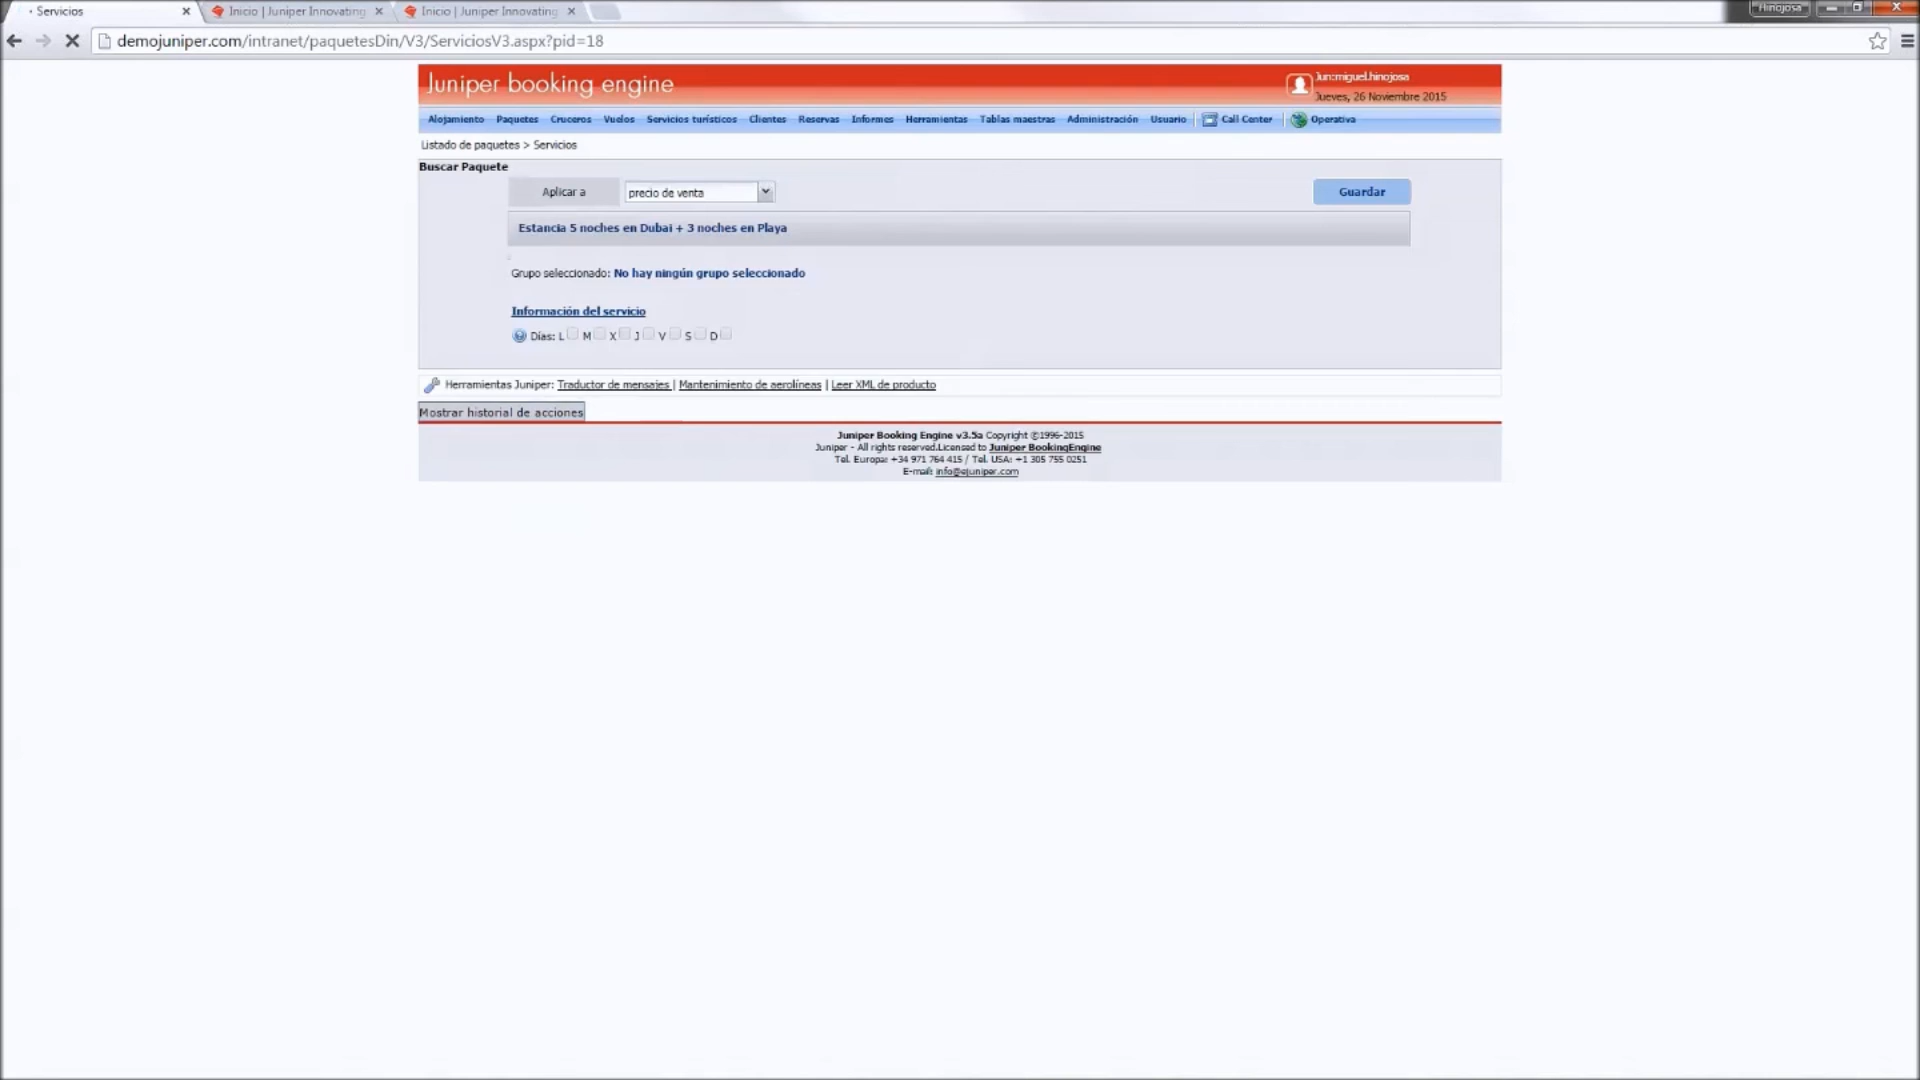 Servicios
Inicio | Juniper Innovating
Inicio | Juniper Innovating
Hinojosa
demojuniper.com/intranet/paquetesDin/V3/ServiciosV3.aspx?pid=18
Juniper booking engine
Jun:miguel.hinojosa
Jueves, 26 Noviembre 2015
Alojamiento Paquetes Cruceros Vuelos Servicios turísticos Clientes Reservas Informes Herramientas Tablas maestras Administración Usuario Call Center Operativa
Listado de paquetes > Servicios
Buscar Paquete
Aplicar a precio de venta Guardar
Estancia 5 noches en Dubai + 3 noches en Playa
Grupo seleccionado: No hay ningún grupo seleccionado
Información del servicio
Días: L M X J V S D
Herramientas Juniper: Traductor de mensajes | Mantenimiento de aerolíneas | Leer XML de producto
Mostrar historial de acciones
Juniper Booking Engine v3.5a Copyright ©1996-2015
Juniper - All rights reserved.Licensed to Juniper BookingEngine
Tel. Europa: +34 971 764 415 / Tel. USA: +1 305 755 0251
E-mail: info@ejuniper.com